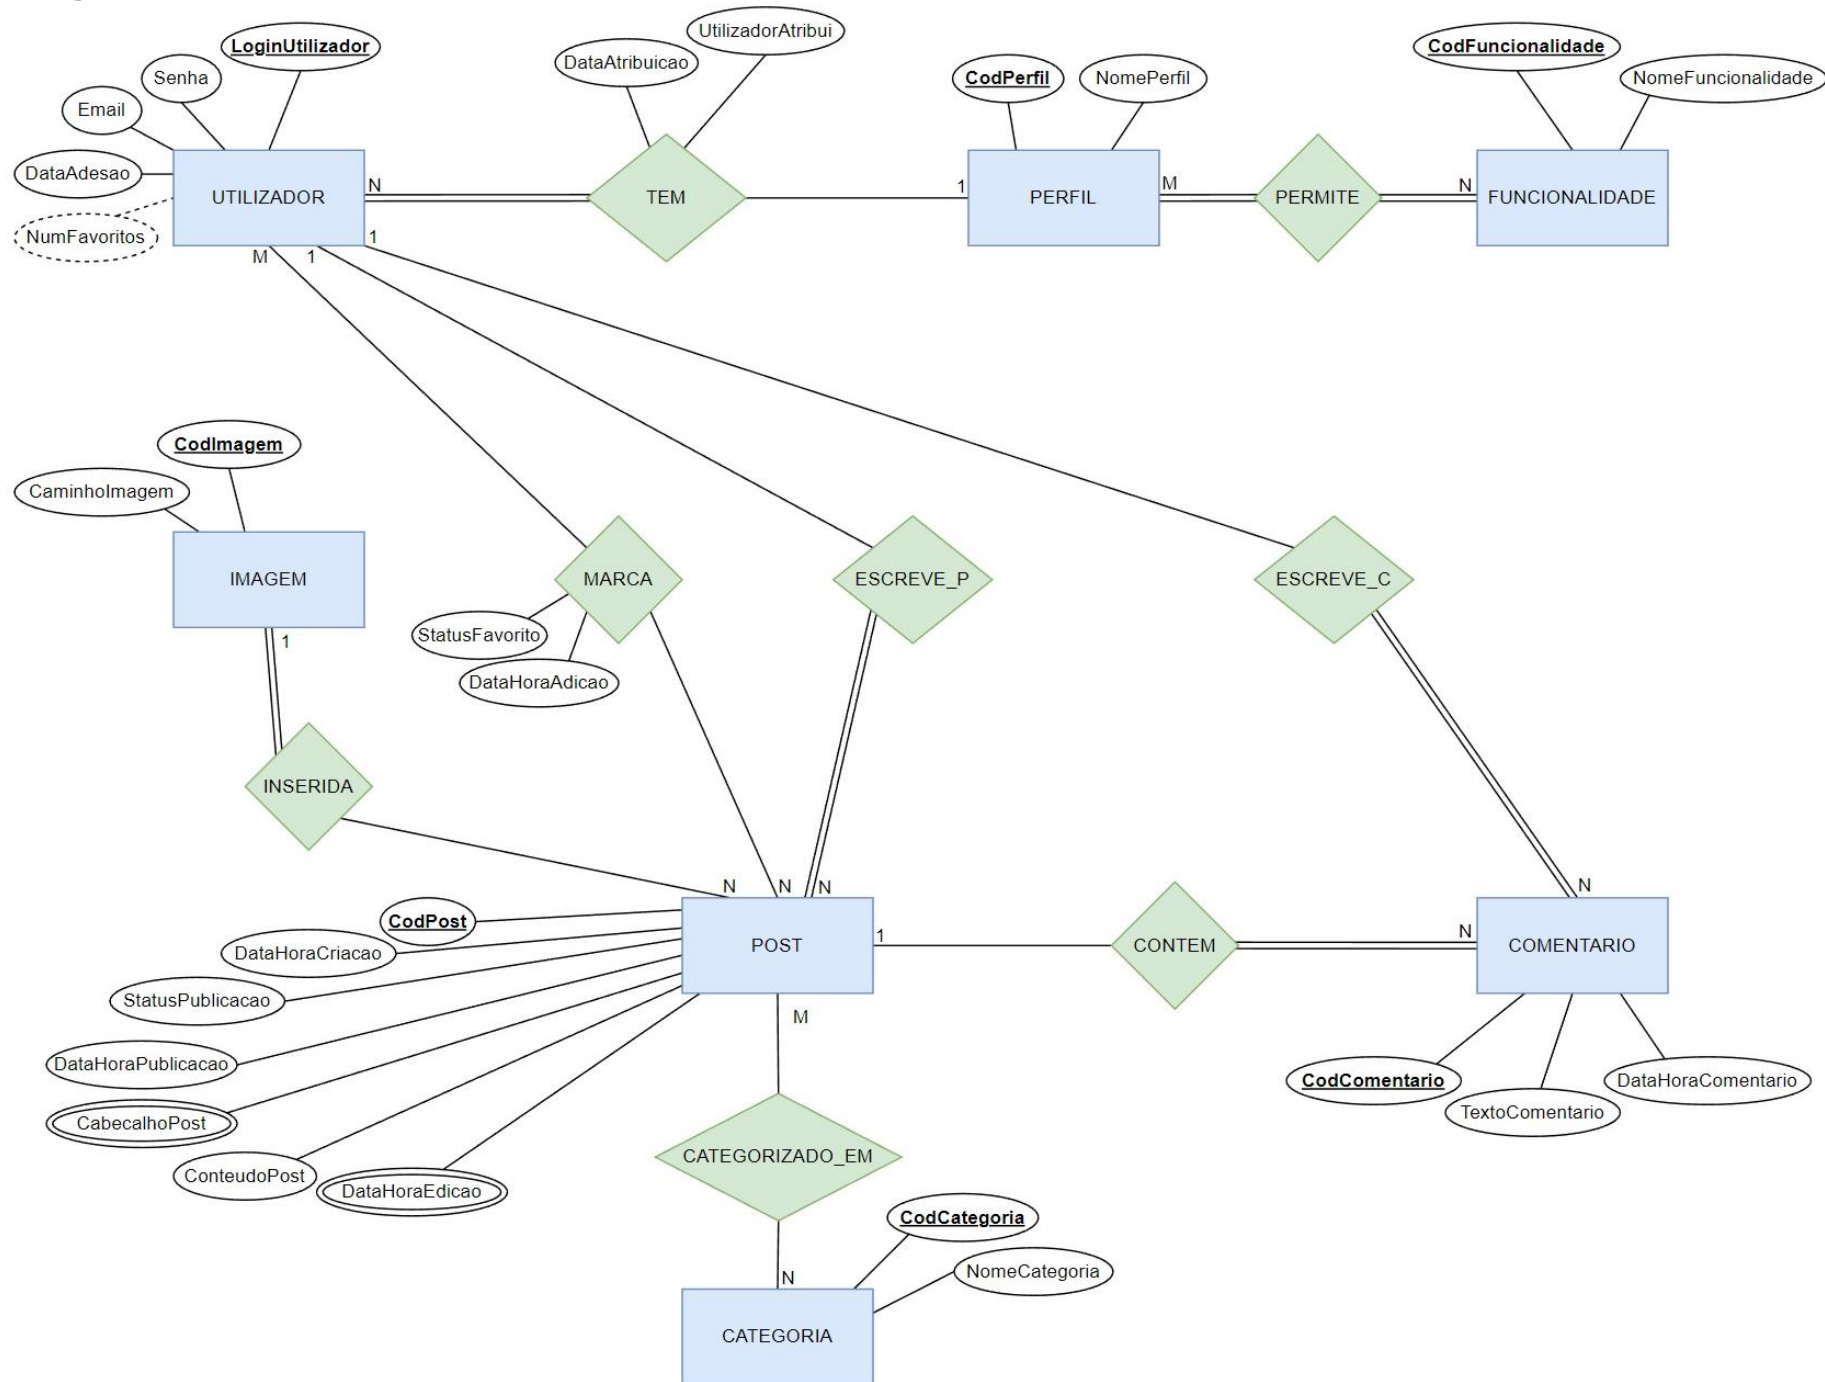 LoginUtilizador
Senha
Email
DataAdesao
NumFavoritos
UTILIZADOR
N
M
1
1
DataAtribuicao
UtilizadorAtribui
TEM
1
CodPerfil
NomePerfil
PERFIL
M
PERMITE
N
CodFuncionalidade
NomeFuncionalidade
FUNCIONALIDADE
CodImagem
CaminhoImagem
IMAGEM
1
MARCA
StatusFavorito
DataHoraAdicao
ESCREVE_P
ESCREVE_C
INSERIDA
N
N
N
CodPost
DataHoraCriacao
StatusPublicacao
DataHoraPublicacao
CabecalhoPost
ConteudoPost
DataHoraEdicao
POST
1
M
CONTEM
N
N
COMENTARIO
CodComentario
TextoComentario
DataHoraComentario
CATEGORIZADO_EM
N
CodCategoria
NomeCategoria
CATEGORIA